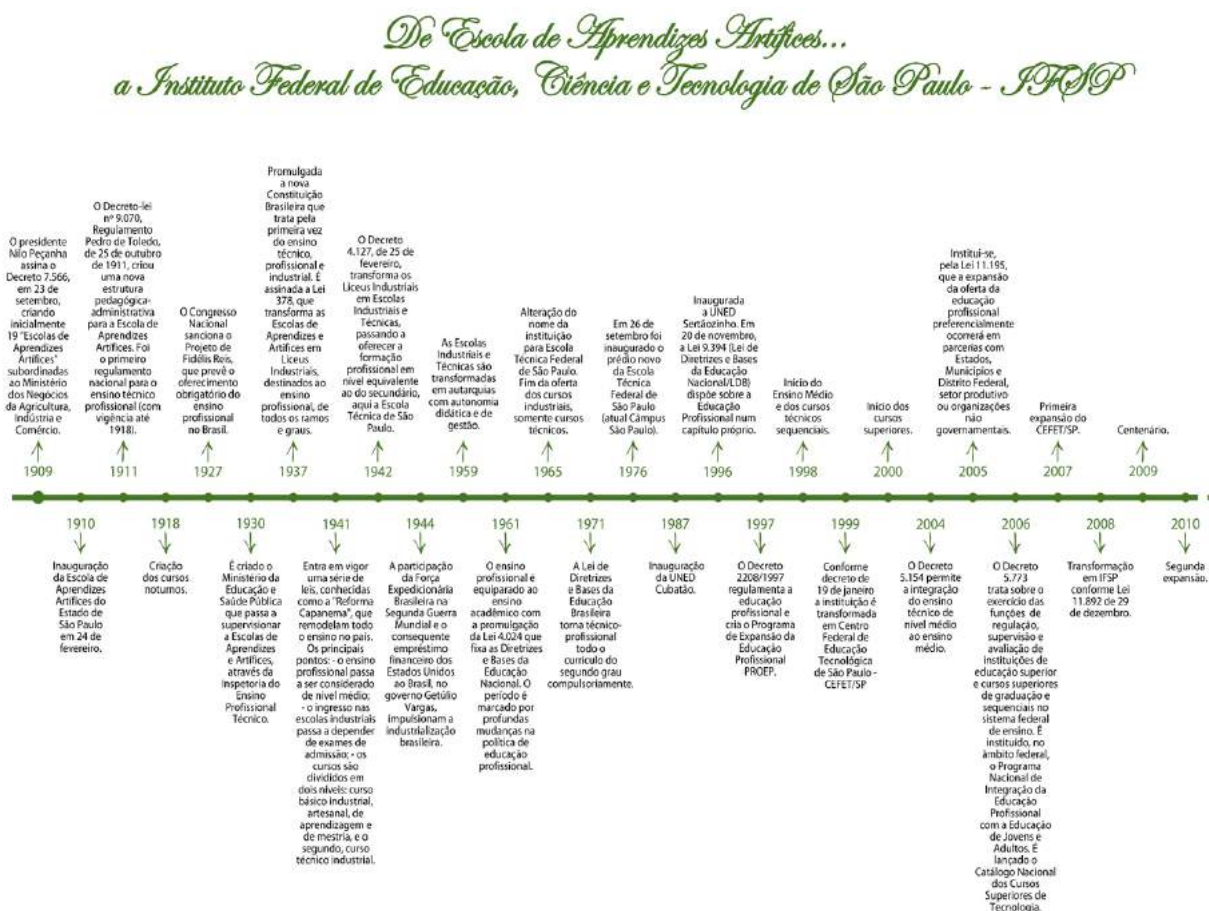 De Escola de Aprendizes Artífices...
a Instituto Federal de Educação, Ciência e Tecnologia de São Paulo - IFSP
O presidente
Nilo Peçanha
assina o
Decreto 7.566,
em 23 de
setembro,
criando
inicialmente
19 "Escolas de
Aprendizes
Artífices"
subordinadas
ao Ministério
dos Negócios
da Agricultura,
Indústria e
Comércio.
1909
1910
Inauguração
da Escola de
Aprendizes
Artífices do
Estado de
São Paulo
em 24 de
fevereiro.
O Decreto-lei
nº 9.070,
Regulamento
Pedro de Toledo,
de 25 de outubro
de 1911, criou
uma nova
estrutura
pedagógica-
administrativa
para a Escola de
Aprendizes
Artífices. Foi
o primeiro
regulamento
nacional para o
ensino técnico
profissional (com
vigência até
1918).
1911
1918
Criação
dos cursos
noturnos.
O Congresso
Nacional
sanciona o
Projeto de
Fidélis Reis,
que prevê o
oferecimento
obrigatório do
ensino
profissional
no Brasil.
1927
1930
É criado o
Ministério da
Educação e
Saúde Pública
que passa a
supervisionar
a Escolas de
Aprendizes
e Artífices,
através da
Inspetoria do
Ensino
Profissional
Técnico.
Promulgada
a nova
Constituição
Brasileira que
trata pela
primeira vez
do ensino
técnico,
profissional e
industrial. É
assinada a Lei
378, que
transforma as
Escolas de
Aprendizes e
Artífices em
Liceus
Industriais,
destinados ao
ensino
profissional, de
todos os ramos
e graus.
1937
1941
Entra em vigor
uma série de
leis, conhecidas
como a "Reforma
Capanema", que
remodelam todo
o ensino no país.
Os principais
pontos: - o ensino
profissional passa
a ser considerado
de nível médio;
- o ingresso nas
escolas industriais
passa a depender
de exames de
admissão; - os
cursos são
divididos em
dois níveis: curso
básico industrial,
artesanal, de
aprendizagem e
de mestria, e o
segundo, curso
técnico industrial.
O Decreto
4.127, de 25 de
fevereiro,
transforma os
Liceus Industriais
em Escolas
Industriais e
Técnicas,
passando a
oferecer a
formação
profissional em
nível equivalente
ao do secundário,
aqui a Escola
Técnica de São
Paulo.
1942
1944
A participação
da Força
Expedicionária
Brasileira na
Segunda Guerra
Mundial e o
consequente
empréstimo
financeiro dos
Estados Unidos
ao Brasil, no
governo Getúlio
Vargas,
impulsionam a
industrialização
brasileira.
As Escolas
Industriais e
Técnicas são
transformadas
em autarquias
com autonomia
didática e de
gestão.
1959
1961
O ensino
profissional é
equiparado ao
ensino
acadêmico com
a promulgação
da Lei 4.024 que
fixa as Diretrizes
e Bases da
Educação
Nacional. O
período é
marcado por
profundas
mudanças na
política de
educação
profissional.
Alteração do
nome da
instituição
para Escola
Técnica Federal
de São Paulo.
Fim da oferta
dos cursos
industriais,
somente cursos
técnicos.
1965
1971
A Lei de
Diretrizes
e Bases da
Educação
Brasileira
torna técnico-
profissional
todo o
currículo do
segundo grau
compulsoriamente.
Em 26 de
setembro foi
inaugurado o
prédio novo
da Escola
Técnica
Federal de
São Paulo
(atual Câmpus
São Paulo).
1976
1987
Inauguração
da UNED
Cubatão.
Inaugurada
a UNED
Sertãozinho. Em
20 de novembro,
a Lei 9.394 (Lei de
Diretrizes e Bases
da Educação
Nacional/LDB)
dispõe sobre a
Educação
Profissional num
capítulo próprio.
1996
1997
O Decreto
2208/1997
regulamenta a
educação
profissional e
cria o Programa
de Expansão da
Educação
Profissional
PROEP.
Início do
Ensino Médio
e dos cursos
técnicos
sequenciais.
1998
1999
Conforme
decreto de
19 de janeiro
a instituição é
transformada
em Centro
Federal de
Educação
Tecnológica
de São Paulo -
CEFET/SP
Início dos
cursos
superiores.
2000
2004
O Decreto
5.154 permite
a integração
do ensino
técnico de
nível médio
ao ensino
médio.
Institui-se,
pela Lei 11.195,
que a expansão
da oferta da
educação
profissional
preferencialmente
ocorrerá em
parcerias com
Estados,
Municípios e
Distrito Federal,
setor produtivo
ou organizações
não
governamentais.
2005
2006
O Decreto
5.773
trata sobre o
exercício das
funções de
regulação,
supervisão e
avaliação de
instituições de
educação superior
e cursos superiores
de graduação e
sequenciais no
sistema federal
de ensino. É
instituído, no
âmbito federal,
o Programa
Nacional de
Integração da
Educação
Profissional
com a Educação
de Jovens e
Adultos. É
lançado o
Catálogo Nacional
dos Cursos
Superiores de
Tecnologia.
Primeira
expansão do
CEFET/SP.
2007
2008
Transformação
em IFSP
conforme Lei
11.892 de 29
de dezembro.
Centenário.
2009
2010
Segunda
expansão.